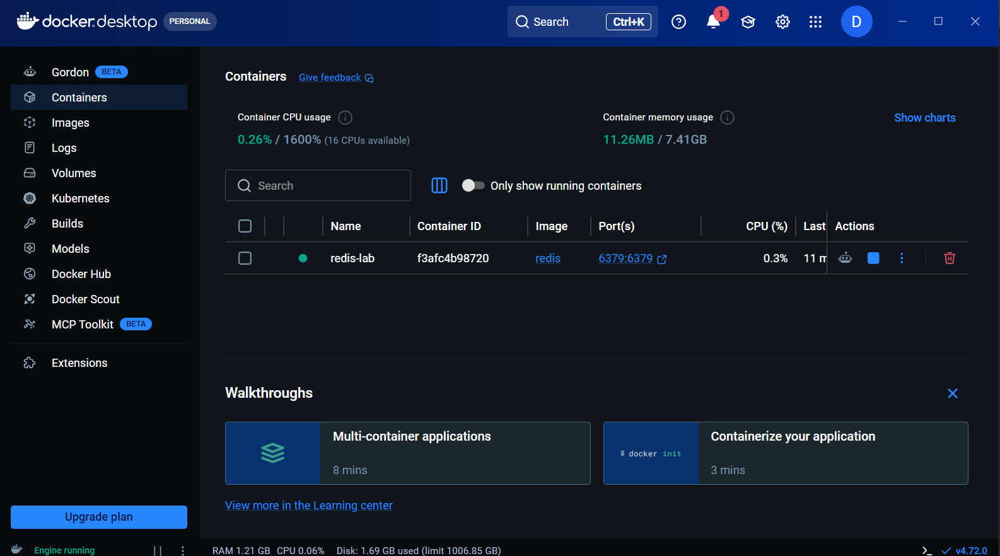 docker.desktop PERSONAL Search Ctrl+K 1 D
Gordon BETA
Containers
Images
Logs
Volumes
Kubernetes
Builds
Models
Docker Hub
Docker Scout
MCP Toolkit BETA
Extensions
Upgrade plan
Containers Give feedback
Container CPU usage
0.26% / 1600% (16 CPUs available)
Container memory usage
11.26MB / 7.41GB
Show charts
Search
Only show running containers
Name Container ID Image Port(s) CPU (%) Last Actions
redis-lab f3afc4b98720 redis 6379:6379 0.3% 11 m
Walkthroughs
Multi-container applications
8 mins
$ docker init
Containerize your application
3 mins
View more in the Learning center
Engine running RAM 1.21 GB CPU 0.06% Disk: 1.69 GB used (limit 1006.85 GB) v4.72.0